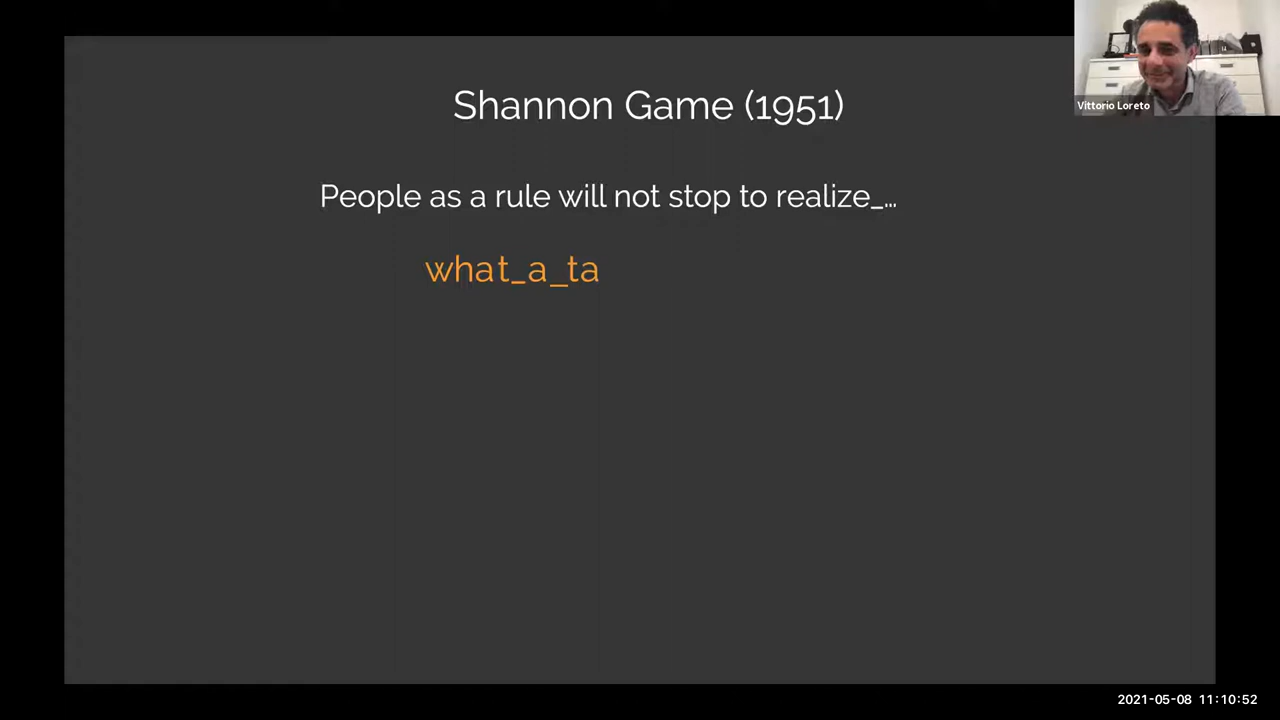 Vittorio Loreto
Shannon Game (1951)
People as a rule will not stop to realize_...
what_a_ta
2021-05-08 11:10:52